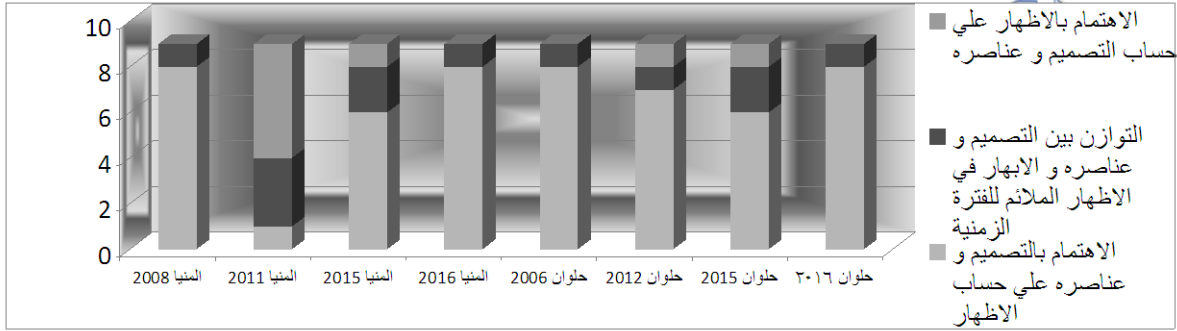 10
8
6
4
2
0
المنيا 2008
المنيا 2011
المنيا 2015
المنيا 2016
حلوان 2006
حلوان 2012
حلوان 2015
حلوان ٢٠١٦
الاهتمام بالاظهار علي
حساب التصميم و عناصره
التوازن بين التصميم و
عناصره و الابهار في
الاظهار الملائم للفترة
الزمنية
الاهتمام بالتصميم و
عناصره علي حساب
الاظهار